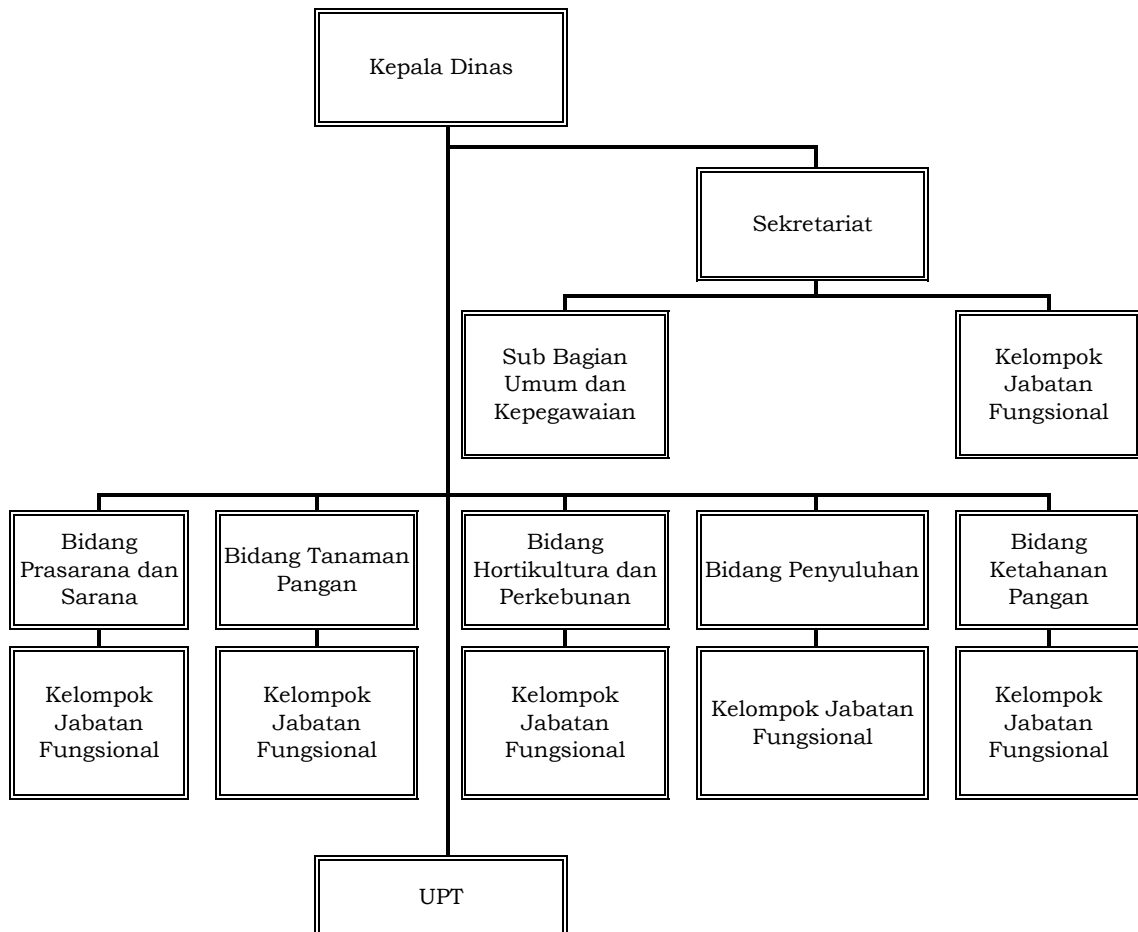 Kepala Dinas
Sekretariat
Sub Bagian
Umum dan
Kepegawaian
Kelompok
Jabatan
Fungsional
Bidang
Prasarana dan
Sarana
Bidang Tanaman
Pangan
Bidang
Hortikultura dan
Perkebunan
Bidang Penyuluhan
Bidang
Ketahanan
Pangan
Kelompok
Jabatan
Fungsional
Kelompok
Jabatan
Fungsional
Kelompok
Jabatan
Fungsional
Kelompok Jabatan
Fungsional
Kelompok
Jabatan
Fungsional
UPT